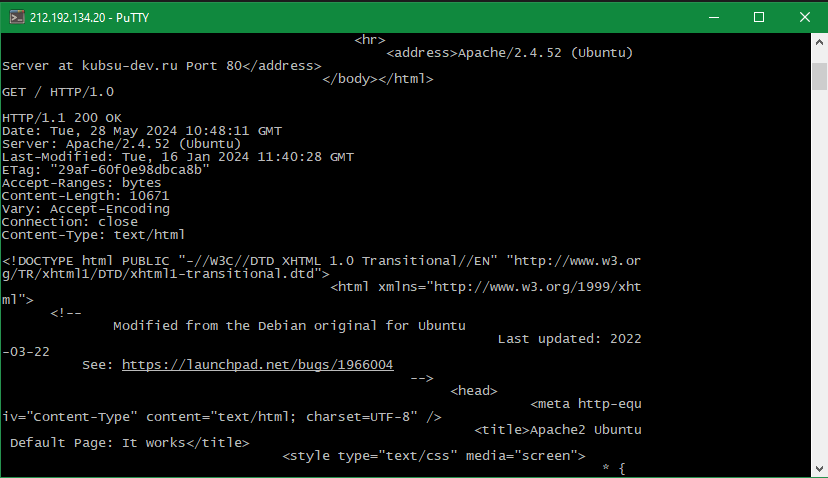 212.192.134.20 - PuTTY
<hr>
<address>Apache/2.4.52 (Ubuntu)
Server at kubsu-dev.ru Port 80</address>
</body></html>
GET / HTTP/1.0
HTTP/1.1 200 OK
Date: Tue, 28 May 2024 10:48:11 GMT
Server: Apache/2.4.52 (Ubuntu)
Last-Modified: Tue, 16 Jan 2024 11:40:28 GMT
ETag: "29af-60f0e98dbca8b"
Accept-Ranges: bytes
Content-Length: 10671
Vary: Accept-Encoding
Connection: close
Content-Type: text/html
<!DOCTYPE html PUBLIC "-//W3C//DTD XHTML 1.0 Transitional//EN" "http://www.w3.or
g/TR/xhtml1/DTD/xhtml1-transitional.dtd">
<html xmlns="http://www.w3.org/1999/xht
ml">
<!--
Modified from the Debian original for Ubuntu
Last updated: 2022
-03-22
See: https://launchpad.net/bugs/1966004
-->
<head>
<meta http-equ
iv="Content-Type" content="text/html; charset=UTF-8" />
<title>Apache2 Ubuntu
Default Page: It works</title>
<style type="text/css" media="screen">
* {